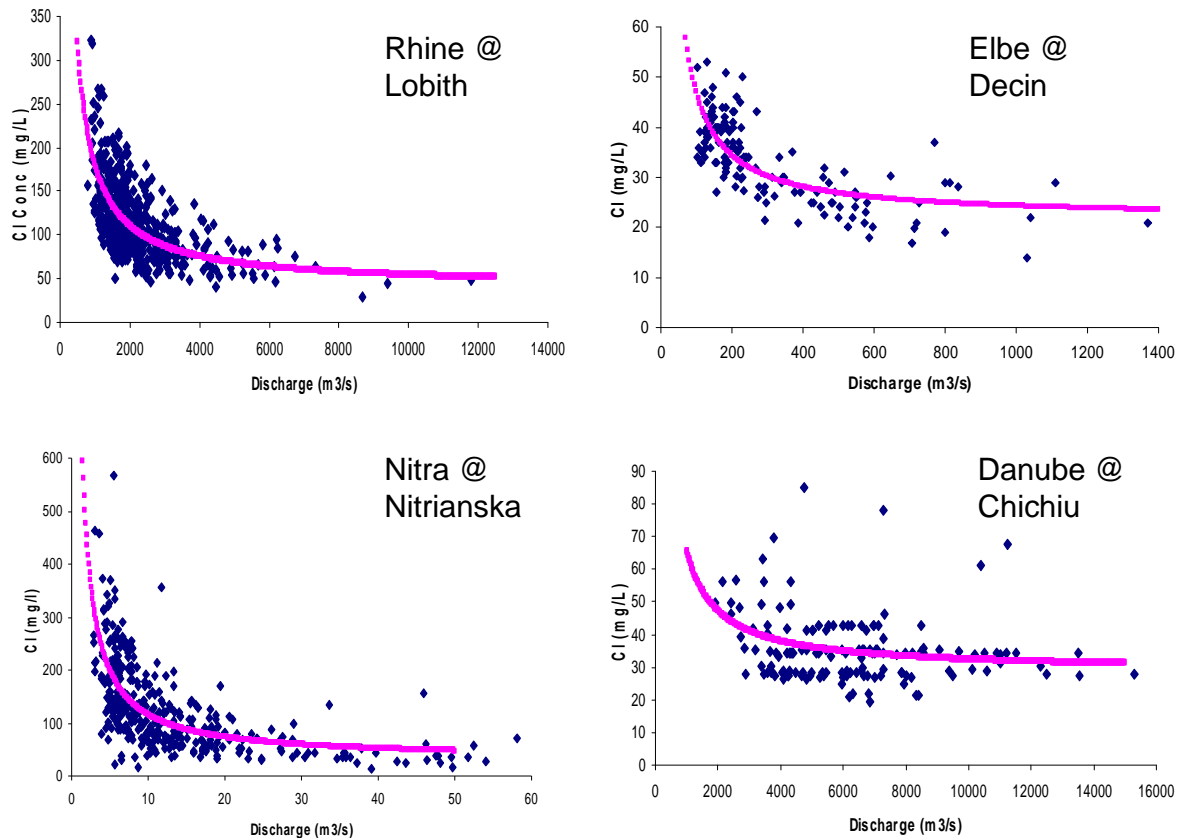 Rhine @
Lobith
Cl Conc (mg/L)
350
300
250
200
150
100
50
0
0 2000 4000 6000 8000 10000 12000 14000
Discharge (m3/s)
Elbe @
Decin
Cl (mg/L)
60
50
40
30
20
10
0
0 200 400 600 800 1000 1200 1400
Discharge (m3/s)
Nitra @
Nitrianska
Cl (mg/l)
600
500
400
300
200
100
0
0 10 20 30 40 50 60
Discharge (m3/s)
Danube @
Chichiu
Cl (mg/L)
90
80
70
60
50
40
30
20
10
0
0 2000 4000 6000 8000 10000 12000 14000 16000
Discharge (m3/s)